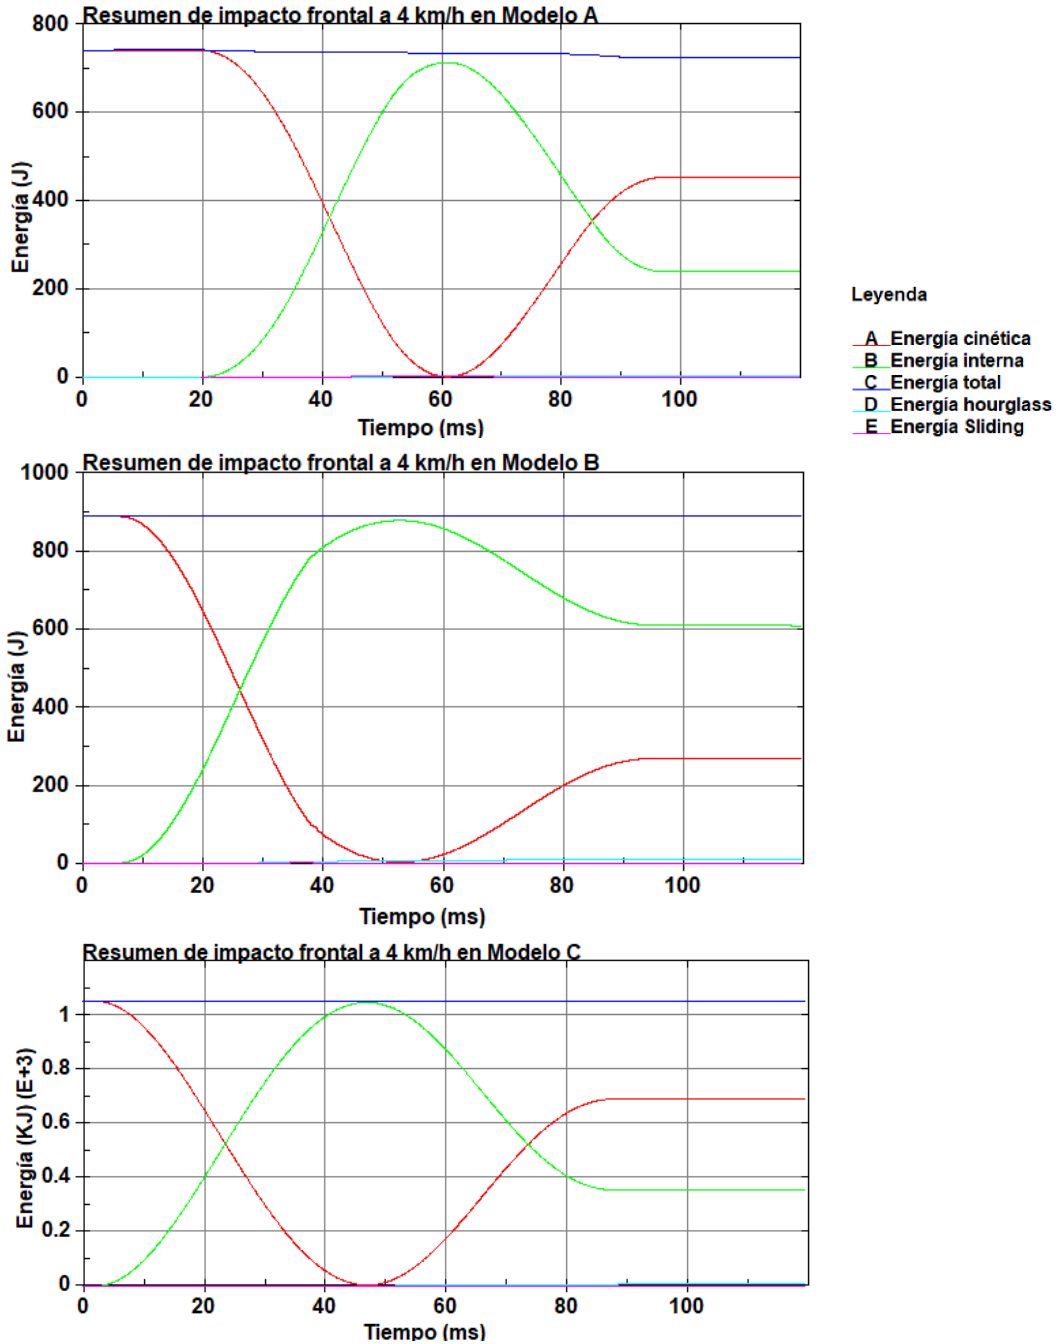 Resumen de impacto frontal a 4 km/h en Modelo A
800
600
400
200
0
Energía (J)
0 20 40 60 80 100
Tiempo (ms)
Leyenda
A Energía cinética
B Energía interna
C Energía total
D Energía hourglass
E Energía Sliding
Resumen de impacto frontal a 4 km/h en Modelo B
1000
800
600
400
200
0
Energía (J)
0 20 40 60 80 100
Tiempo (ms)
Resumen de impacto frontal a 4 km/h en Modelo C
1
0.8
0.6
0.4
0.2
0
Energía (KJ) (E+3)
0 20 40 60 80 100
Tiempo (ms)